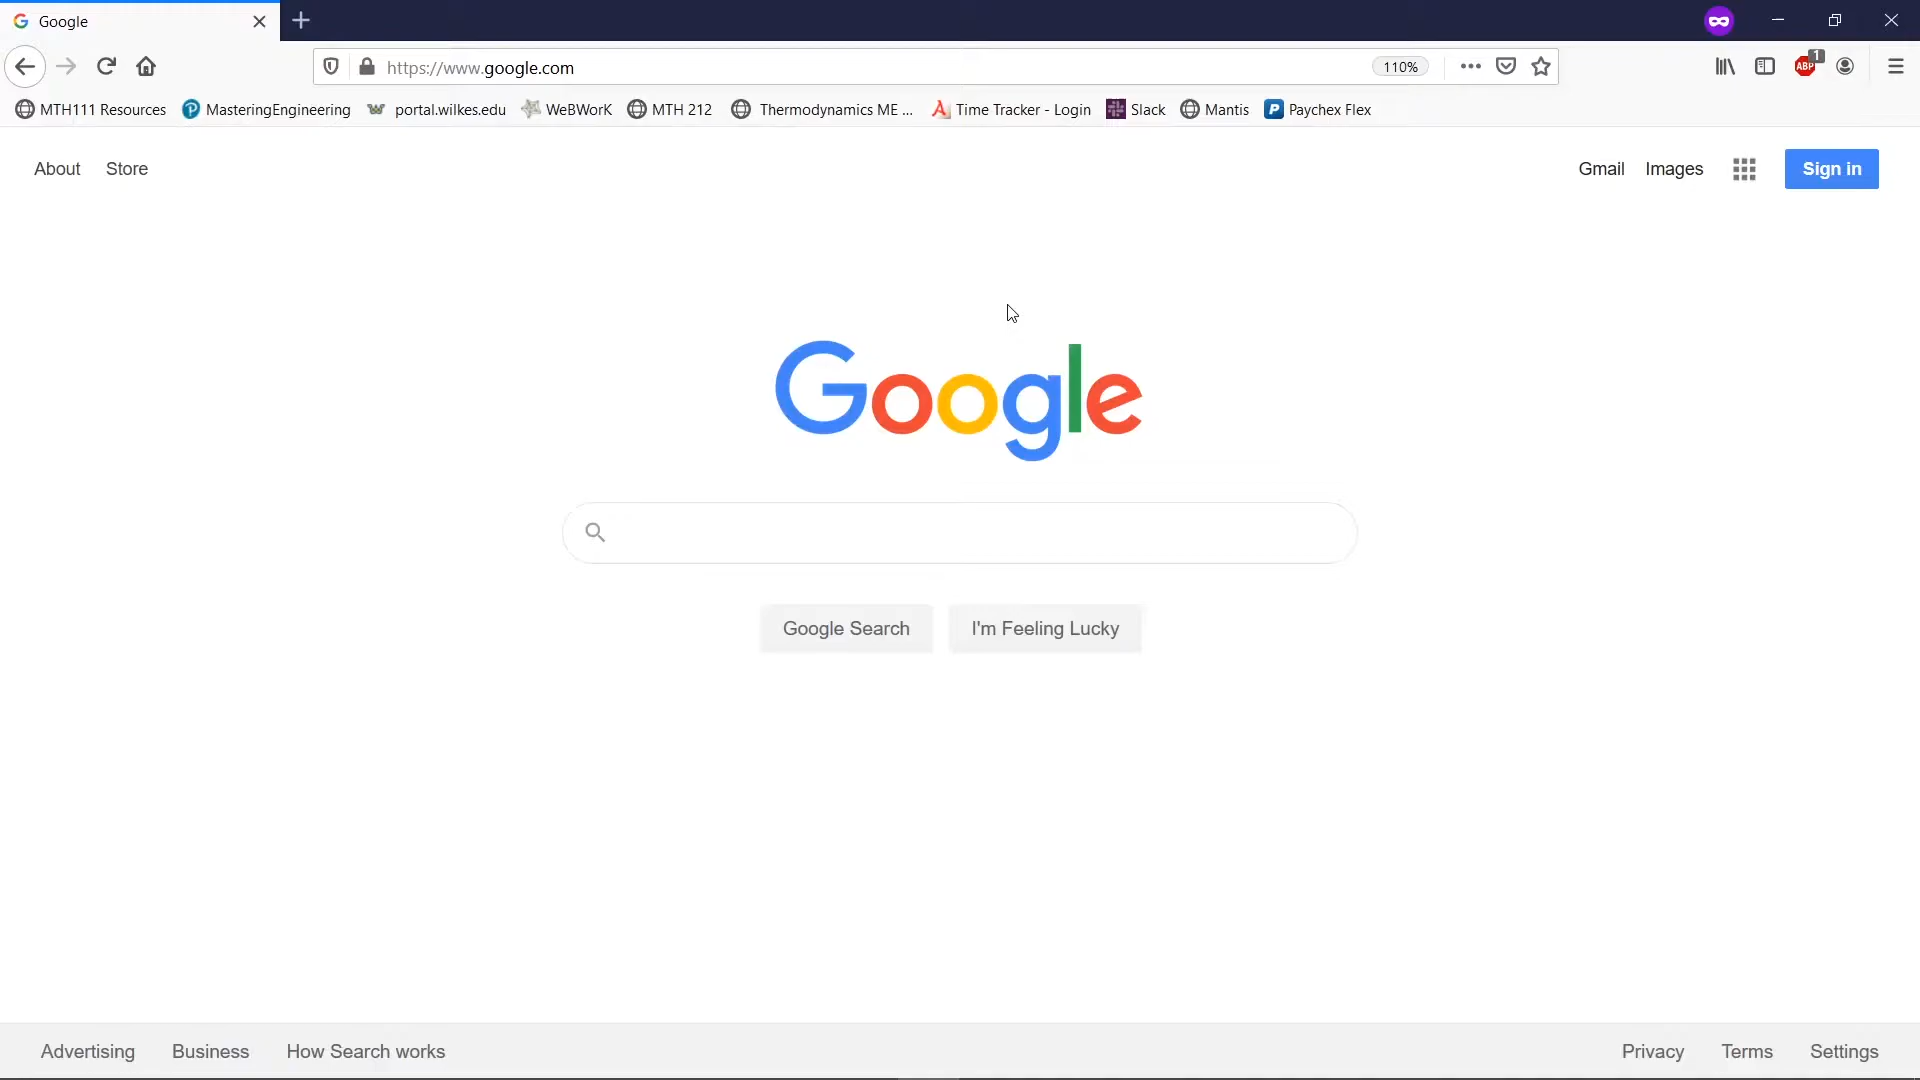 Google
https://www.google.com
110%
ABP
1
MTH111 Resources
MasteringEngineering
portal.wilkes.edu
WeBWorK
MTH 212
Thermodynamics ME ...
Time Tracker - Login
Slack
Mantis
Paychex Flex
About
Store
Gmail
Images
Sign in
Google
Google Search
I'm Feeling Lucky
Advertising
Business
How Search works
Privacy
Terms
Settings